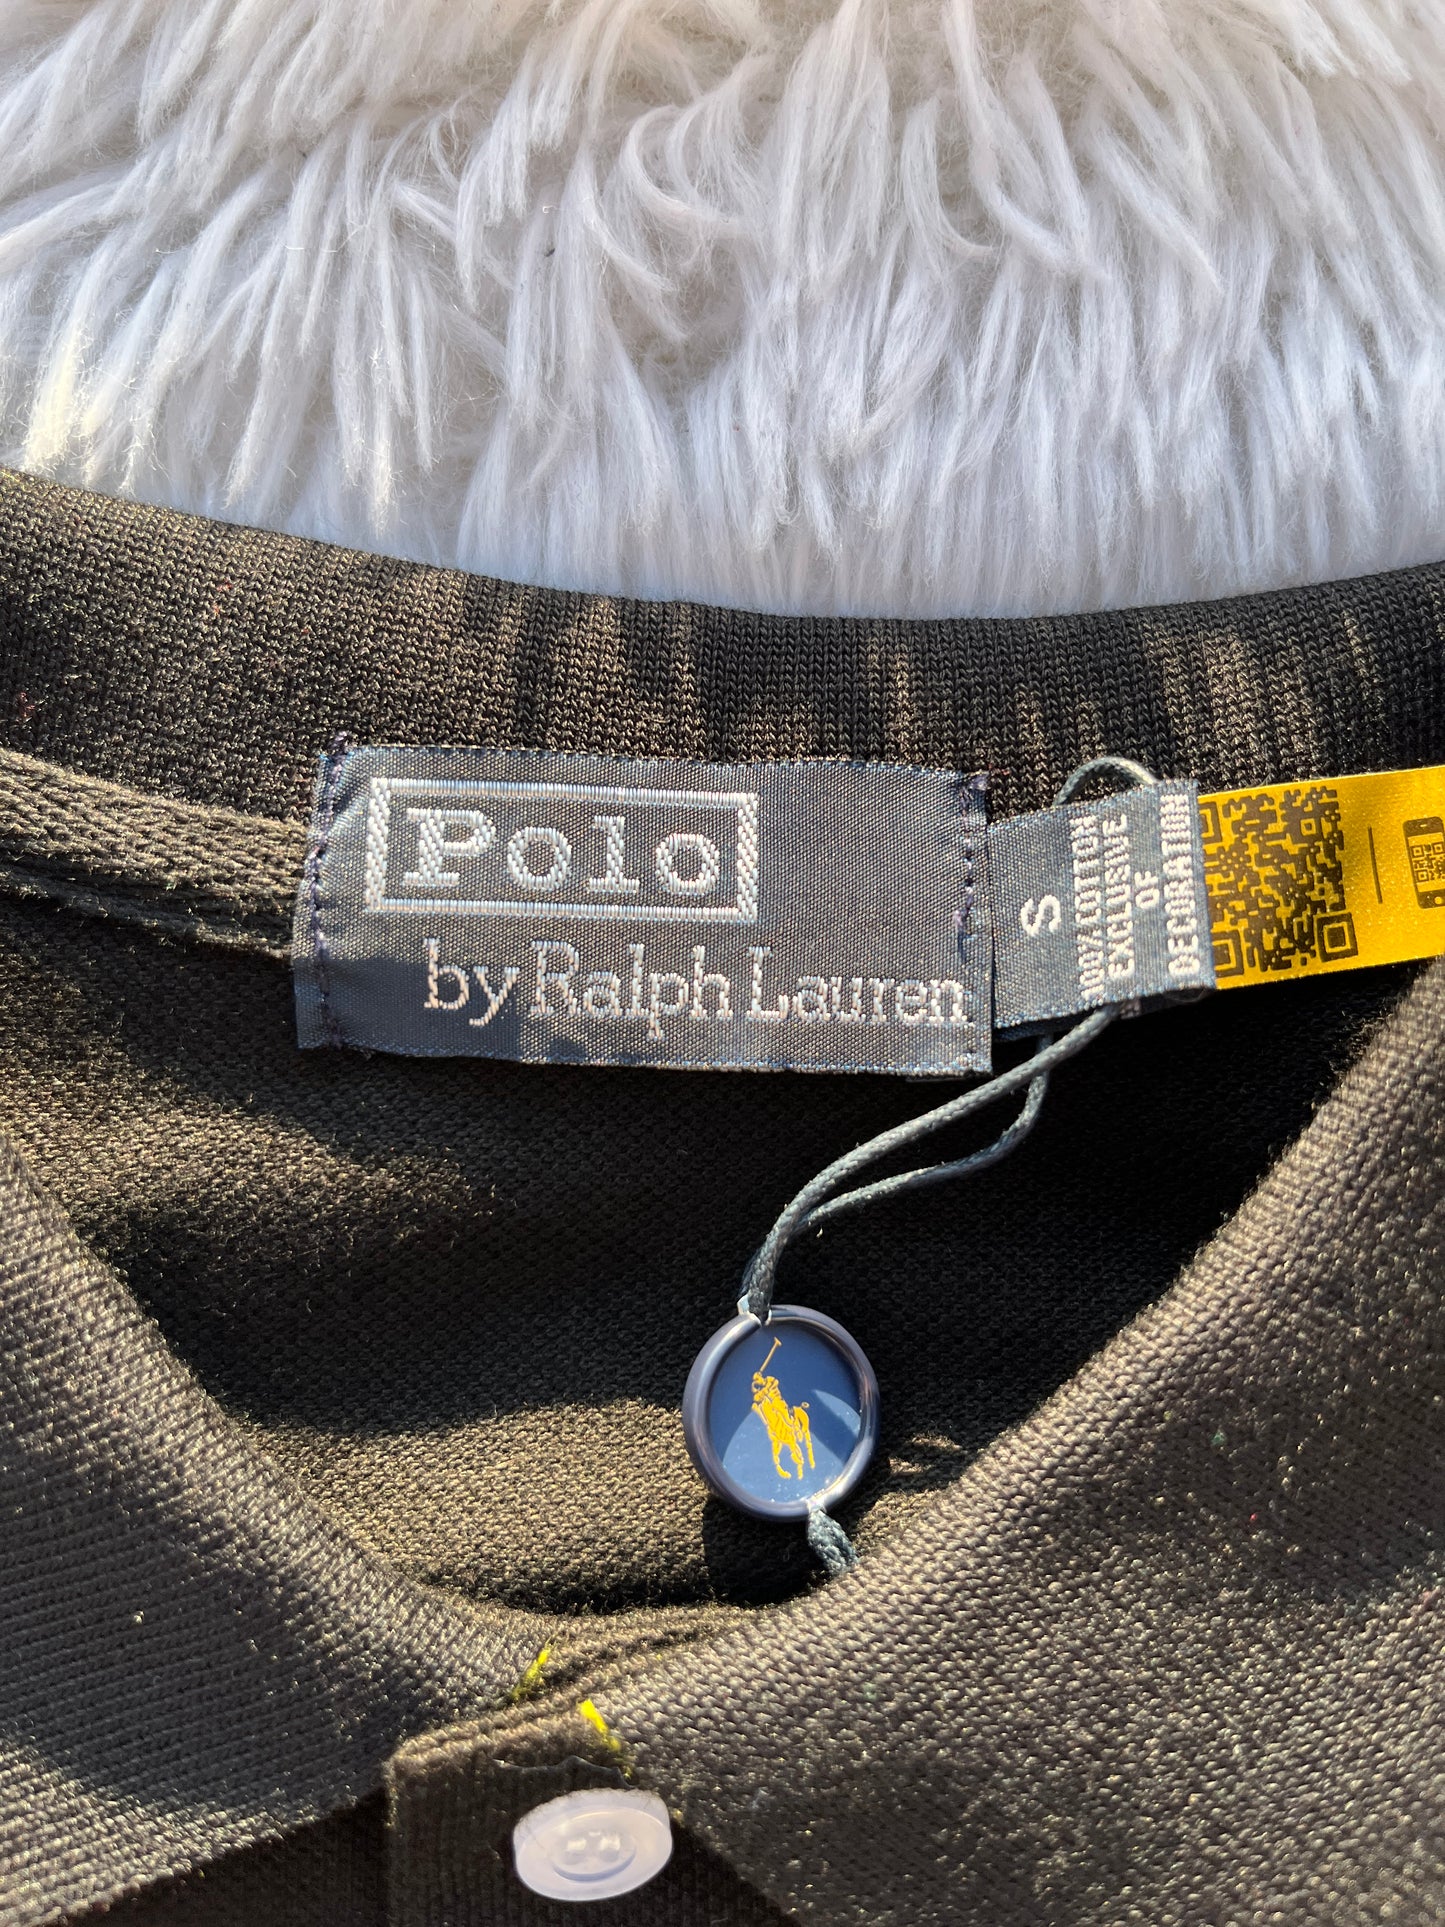 Polo
by Ralph Lauren
S
100% COTTON
EXCLUSIVE
OF
DECORATION